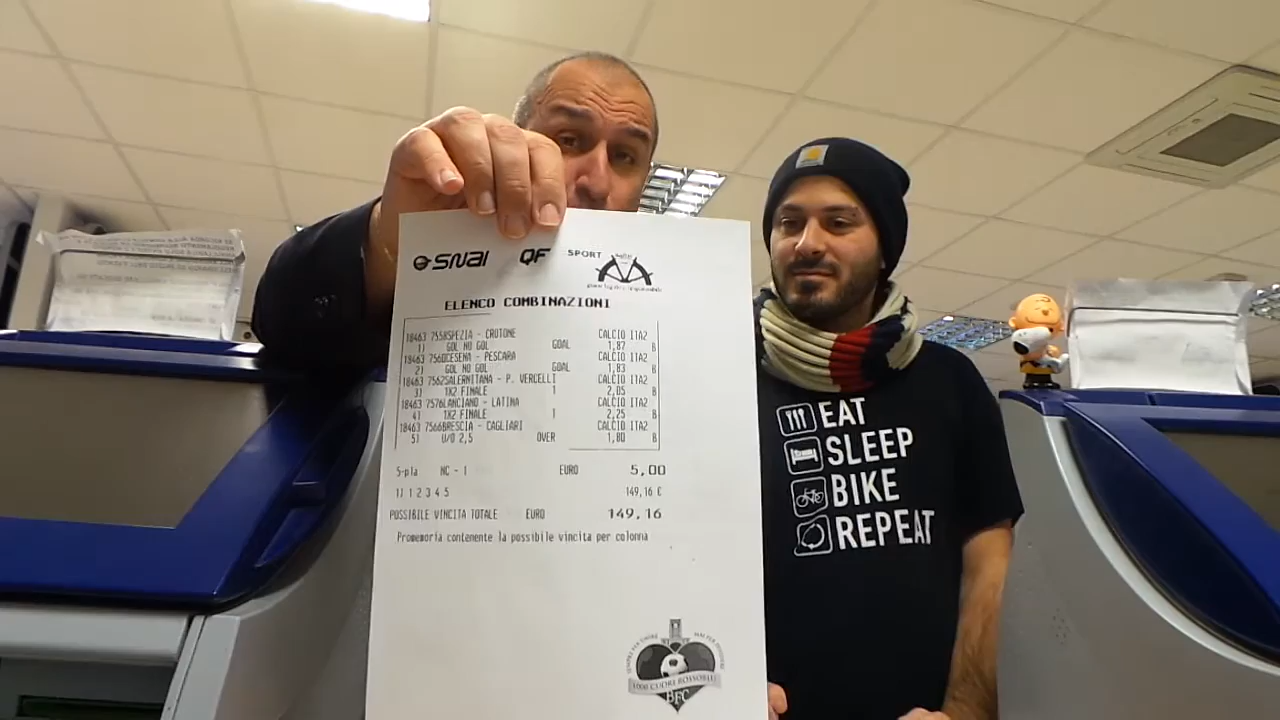 SNAI QF SPORT
ELENCO COMBINAZIONI
18463 7558SPEZIA - CROTONE CALCIO ITA2
1) GOL NO GOL GOAL 1,87 B
18463 7560CESENA - PESCARA CALCIO ITA2
2) GOL NO GOL GOAL 1,83 B
18463 7562SALERNITANA - P. VERCELLI CALCIO ITA2
3) 1X2 FINALE 1 2,05 B
18463 7576LANCIANO - LATINA CALCIO ITA2
4) 1X2 FINALE 1 2,25 B
18463 7566BRESCIA - CAGLIARI CALCIO ITA2
5) U/O 2,5 OVER 1,80 B
5-pla NC - 1 EURO 5,00
1) 1 2 3 4 5 149,16 €
POSSIBILE VINCITA TOTALE EURO 149,16
Promemoria contenente la possibile vincita per colonna
1000 CUORI ROSSOBLU
BFC
EAT
SLEEP
BIKE
REPEAT